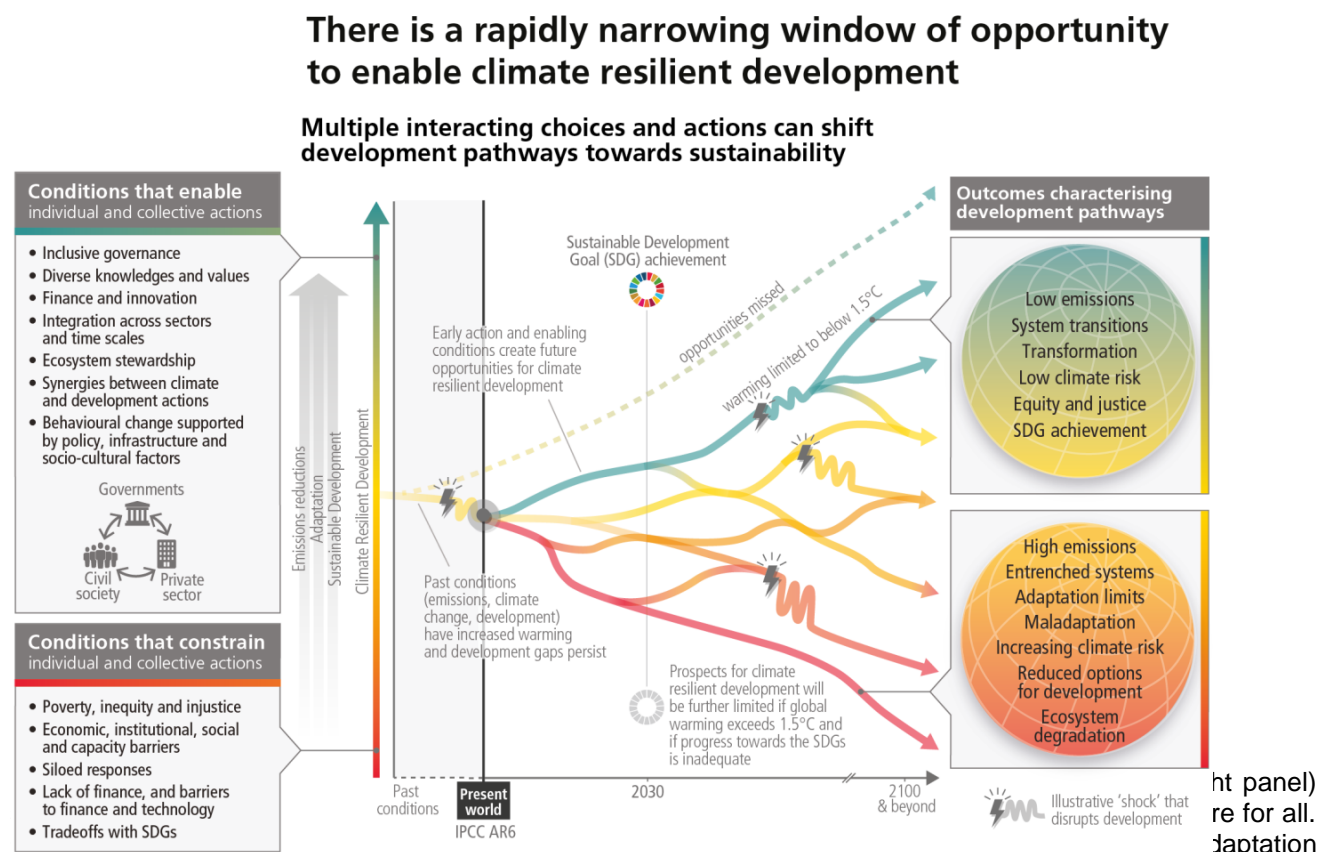 There is a rapidly narrowing window of opportunity
to enable climate resilient development
Multiple interacting choices and actions can shift
development pathways towards sustainability
Conditions that enable
individual and collective actions
• Inclusive governance
• Diverse knowledges and values
• Finance and innovation
• Integration across sectors
and time scales
• Ecosystem stewardship
• Synergies between climate
and development actions
• Behavioural change supported
by policy, infrastructure and
socio-cultural factors
Governments
Civil
society
Private
sector
Conditions that constrain
individual and collective actions
• Poverty, inequity and injustice
• Economic, institutional, social
and capacity barriers
• Siloed responses
• Lack of finance, and barriers
to finance and technology
• Tradeoffs with SDGs
Emissions reductions
Adaptation
Sustainable Development
Climate Resilient Development
Early action and enabling
conditions create future
opportunities for climate
resilient development
Sustainable Development
Goal (SDG) achievement
opportunities missed
warming limited to below 1.5°C
Past conditions
(emissions, climate
change, development)
have increased warming
and development gaps persist
Prospects for climate
resilient development will
be further limited if global
warming exceeds 1.5°C and
if progress towards the SDGs
is inadequate
Past
conditions
Present
world
IPCC AR6
2030
2100
& beyond
Outcomes characterising
development pathways
Low emissions
System transitions
Transformation
Low climate risk
Equity and justice
SDG achievement
High emissions
Entrenched systems
Adaptation limits
Maladaptation
Increasing climate risk
Reduced options
for development
Ecosystem
degradation
Illustrative 'shock' that
disrupts development
ht panel)
re for all.
daptation